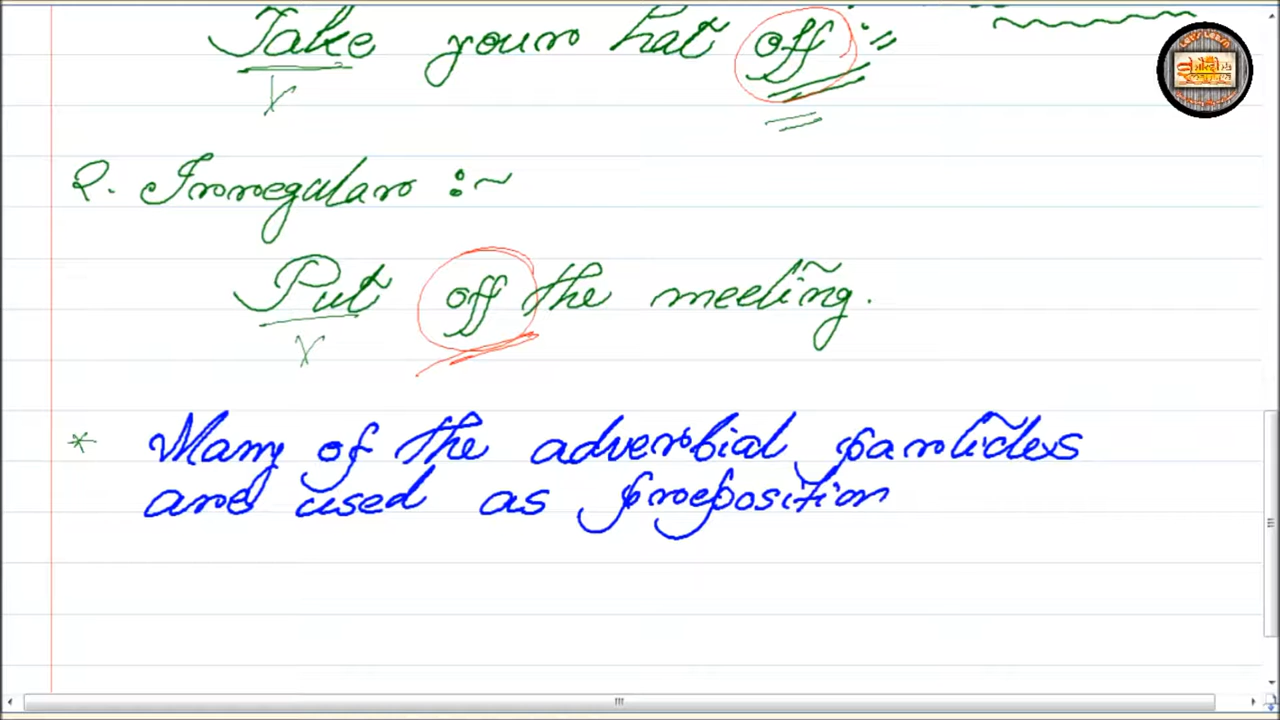 Take your hat off :-
2. Irregular :~
Put off the meeting.
* Many of the adverbial particles
are used as preposition